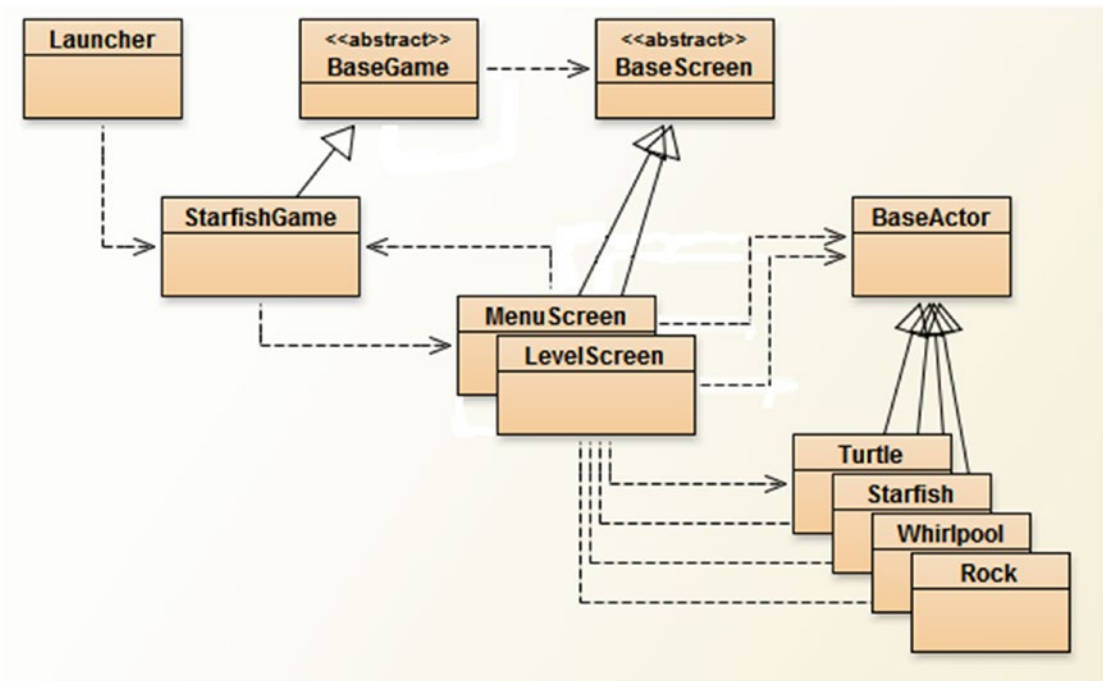 Launcher
<<abstract>>
BaseGame
<<abstract>>
BaseScreen
StarfishGame
BaseActor
MenuScreen
LevelScreen
Turtle
Starfish
Whirlpool
Rock